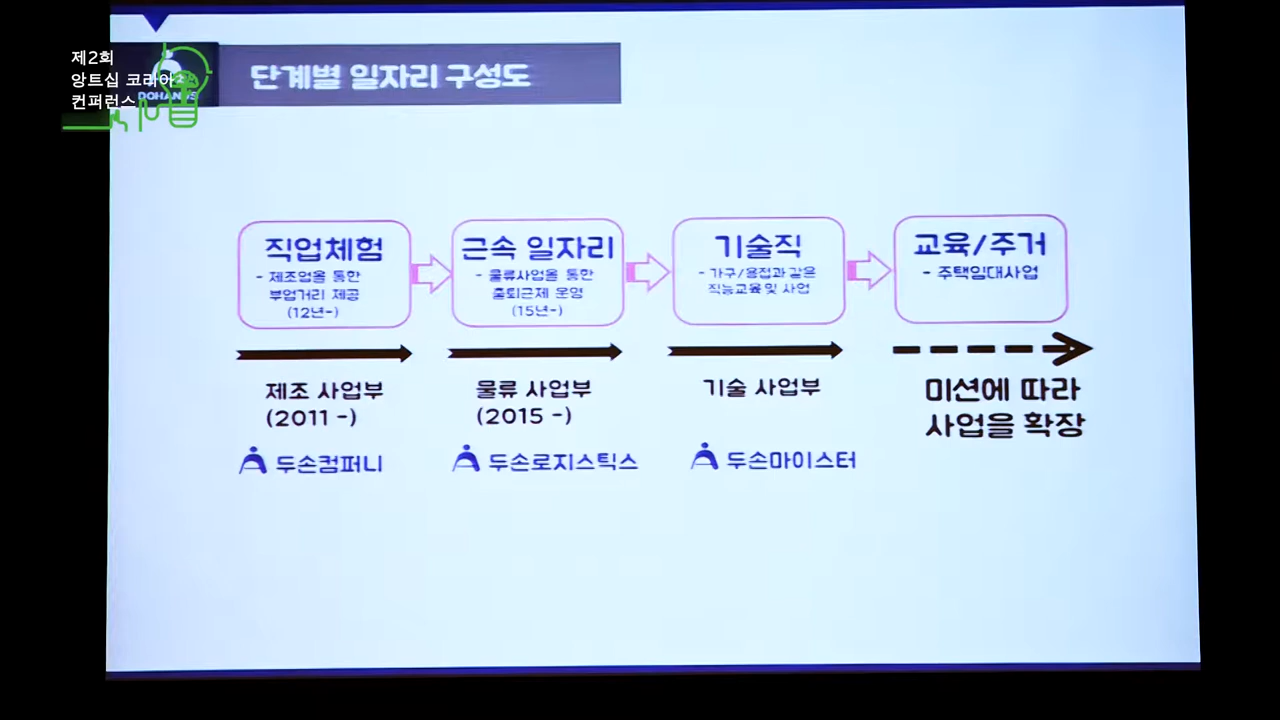 제2회
앙트십 코리아
컨퍼런스
DOHANDS
단계별 일자리 구성도
직업체험
- 제조업을 통한
부업거리 제공
(12년~)
근속 일자리
- 물류사업을 통한
출퇴근제 운영
(15년~)
기술직
- 가구/용접과 같은
직능교육 및 사업
교육/주거
- 주택임대사업
제조 사업부
(2011 ~)
두손컴퍼니
물류 사업부
(2015 ~)
두손로지스틱스
기술 사업부
두손마이스터
미션에 따라
사업을 확장